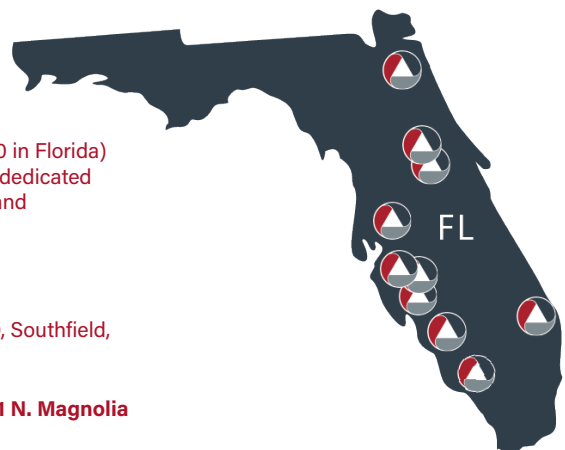 0 in Florida)
dedicated
and
FL
, Southfield,
1 N. Magnolia